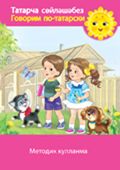 Татарча сөйләшәбез
Говорим по-татарски
Методик кулланма